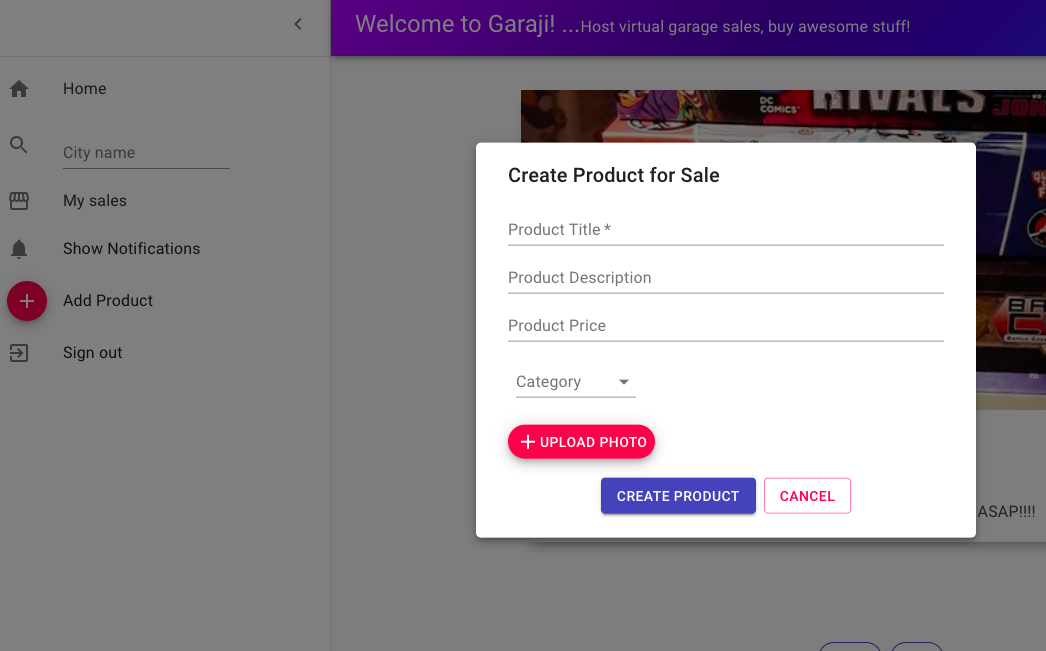 Welcome to Garaji! ...Host virtual garage sales, buy awesome stuff!
Home
City name
My sales
Show Notifications
Add Product
Sign out
DC
COMICS™
RIVALS
Create Product for Sale
Product Title *
Product Description
Product Price
Category
UPLOAD PHOTO
CREATE PRODUCT
CANCEL
ASAP!!!!